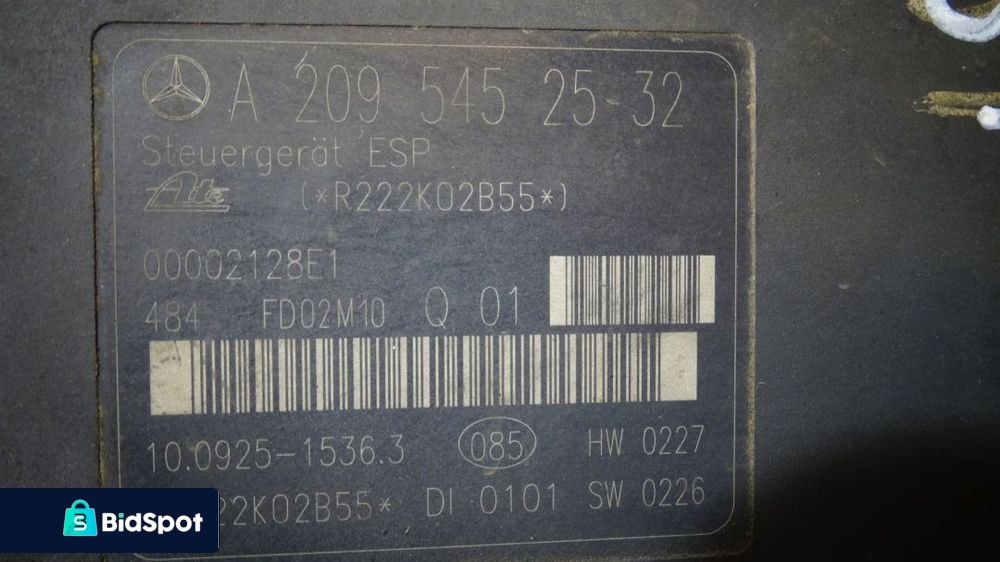 A 209 545 25 32
Steuergerät ESP
Ate (*R222K02B55*)
00002128E1
484 FD02M10 Q 01
10.0925-1536.3 085 HW 0227
22K02B55* DI 0101 SW 0226
BidSpot